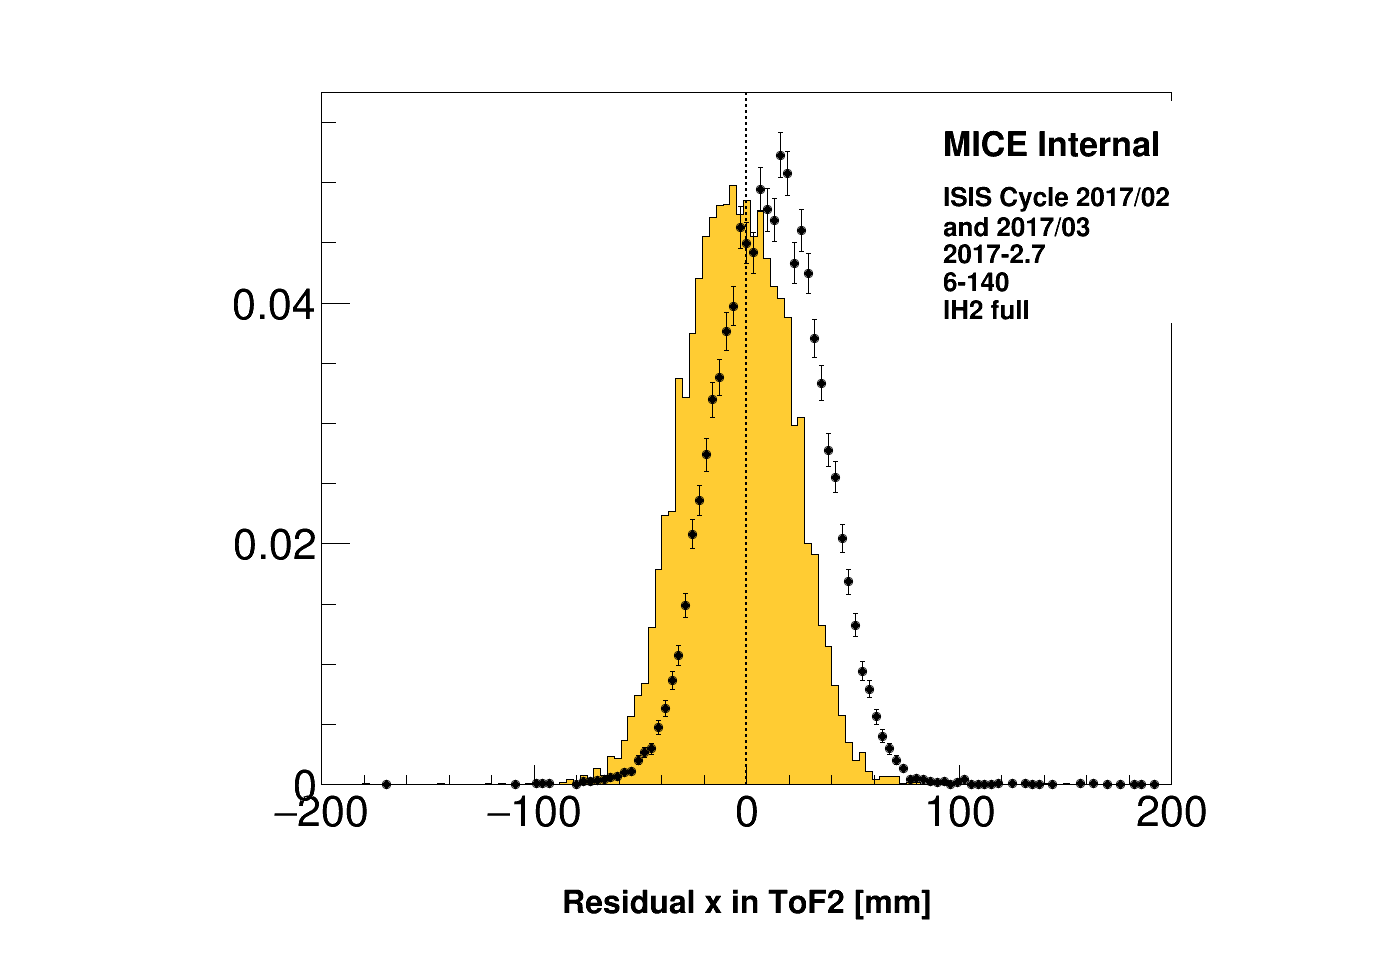 MICE Internal
ISIS Cycle 2017/02
and 2017/03
2017-2.7
6-140
IH2 full
0.04
0.02
0
−200 −100 0 100 200
Residual x in ToF2 [mm]